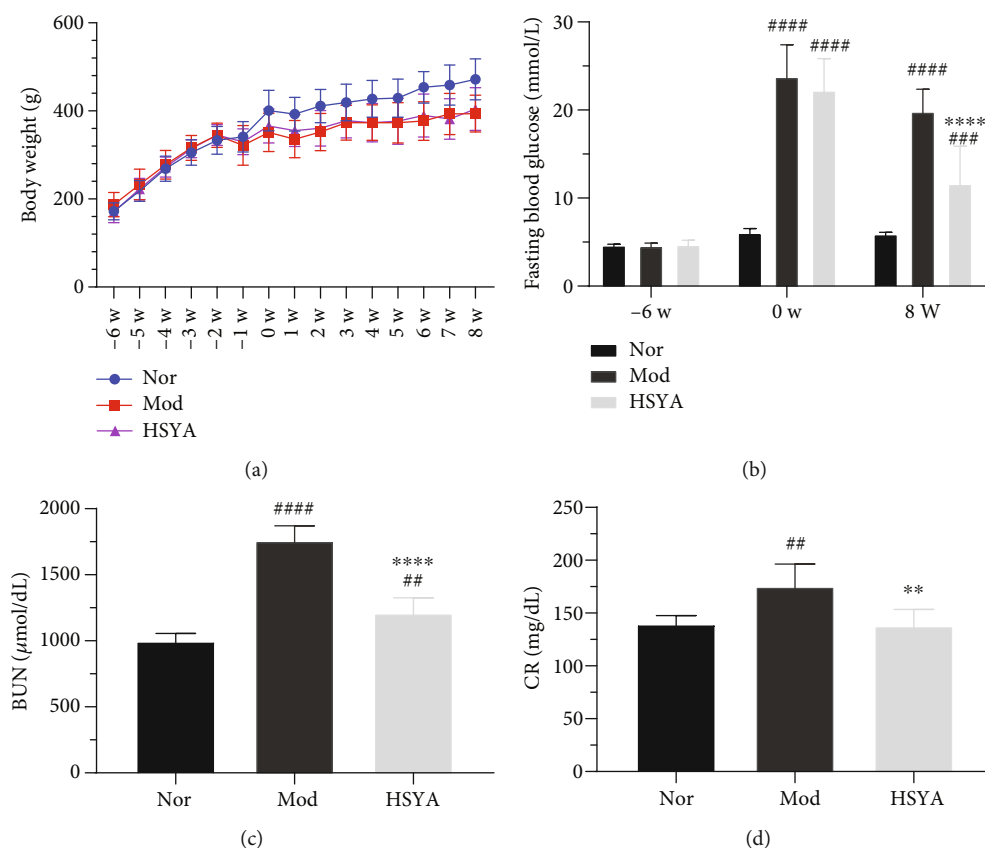 Body weight (g)
600
400
200
0
−6 w
−5 w
−4 w
−3 w
−2 w
−1 w
0 w
1 w
2 w
3 w
4 w
5 w
6 w
7 w
8 w
Nor
Mod
HSYA
(a)
Fasting blood glucose (mmol/L)
30
20
10
0
####
####
####
****
###
−6 w
0 w
8 W
Nor
Mod
HSYA
(b)
BUN (µmol/dL)
2000
1500
1000
500
0
####
****
##
Nor
Mod
HSYA
(c)
CR (mg/dL)
250
200
150
100
50
0
##
**
Nor
Mod
HSYA
(d)